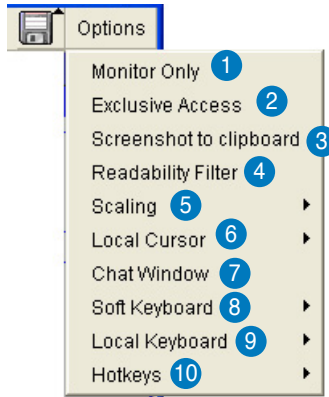 Options
Monitor Only 1
Exclusive Access 2
Screenshot to clipboard 3
Readability Filter 4
Scaling 5
Local Cursor 6
Chat Window 7
Soft Keyboard 8
Local Keyboard 9
Hotkeys 10